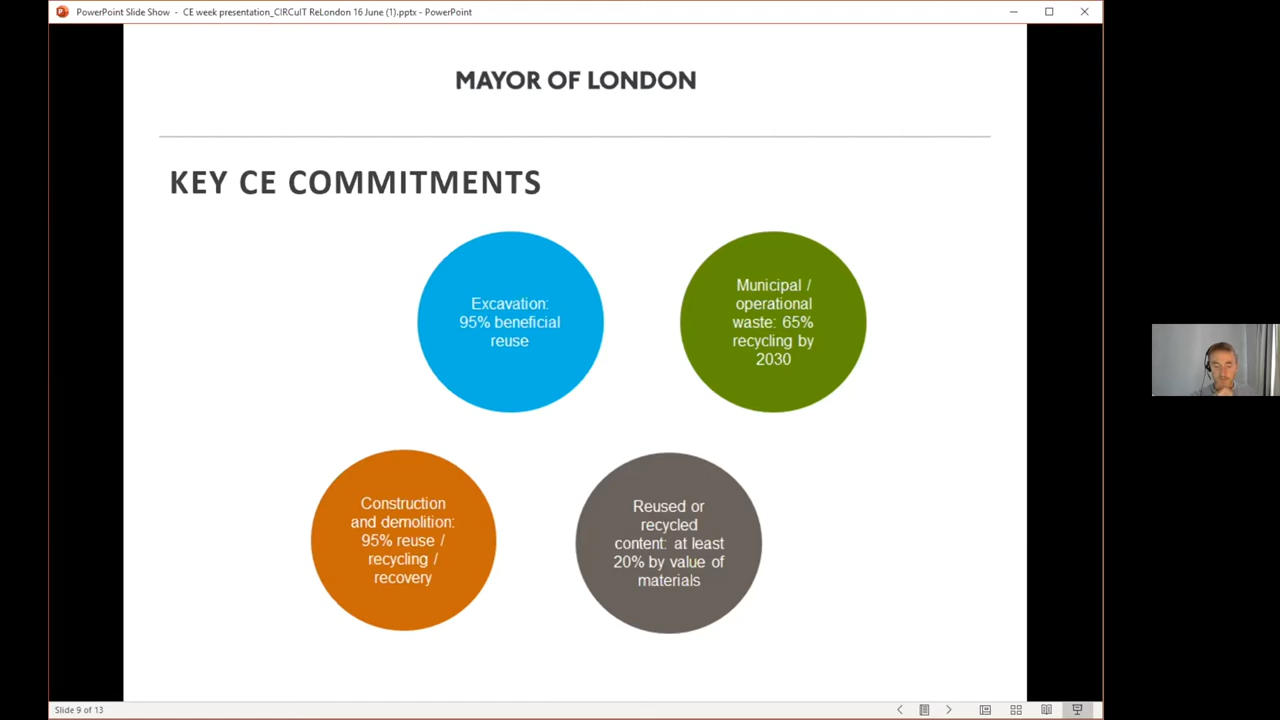 PowerPoint Slide Show - CE week presentation_CIRCuIT ReLondon 16 June (1).pptx - PowerPoint
MAYOR OF LONDON
KEY CE COMMITMENTS
Excavation:
95% beneficial
reuse
Municipal /
operational
waste: 65%
recycling by
2030
Construction
and demolition:
95% reuse /
recycling /
recovery
Reused or
recycled
content: at least
20% by value of
materials
Slide 9 of 13